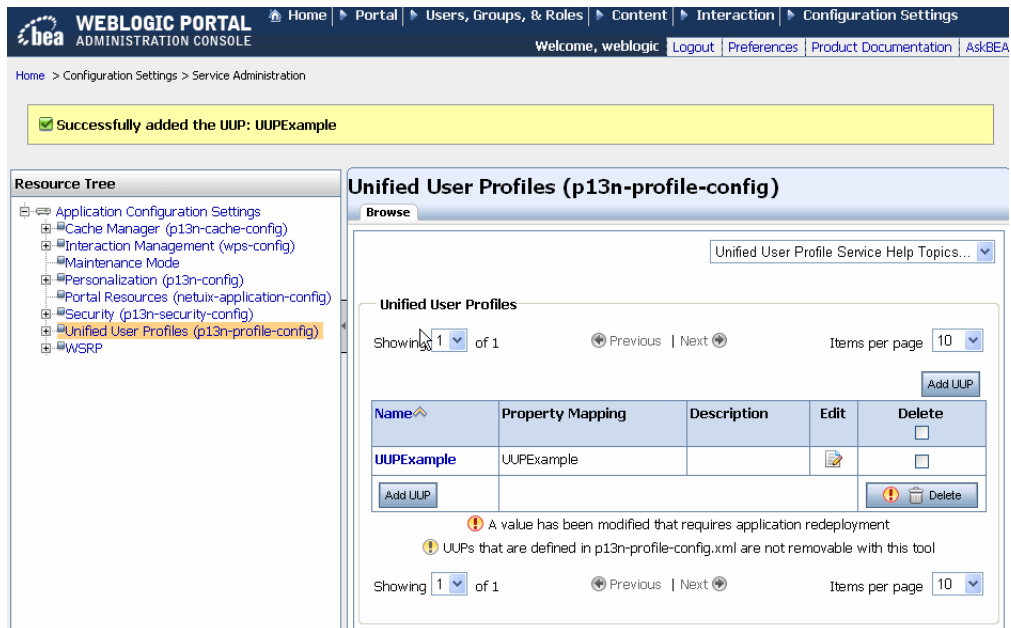 bea WEBLOGIC PORTAL
ADMINISTRATION CONSOLE
Home | Portal | Users, Groups, & Roles | Content | Interaction | Configuration Settings
Welcome, weblogic Logout Preferences Product Documentation AskBEA
Home > Configuration Settings > Service Administration
Successfully added the UUP: UUPExample
Resource Tree
Application Configuration Settings
Cache Manager (p13n-cache-config)
Interaction Management (wps-config)
Maintenance Mode
Personalization (p13n-config)
Portal Resources (netuix-application-config)
Security (p13n-security-config)
Unified User Profiles (p13n-profile-config)
WSRP
Unified User Profiles (p13n-profile-config)
Browse
Unified User Profile Service Help Topics...
Unified User Profiles
Showing 1 of 1 Previous | Next Items per page 10
Add UUP
Name Property Mapping Description Edit Delete
UUPExample UUPExample
Add UUP Delete
A value has been modified that requires application redeployment
UUPs that are defined in p13n-profile-config.xml are not removable with this tool
Showing 1 of 1 Previous | Next Items per page 10